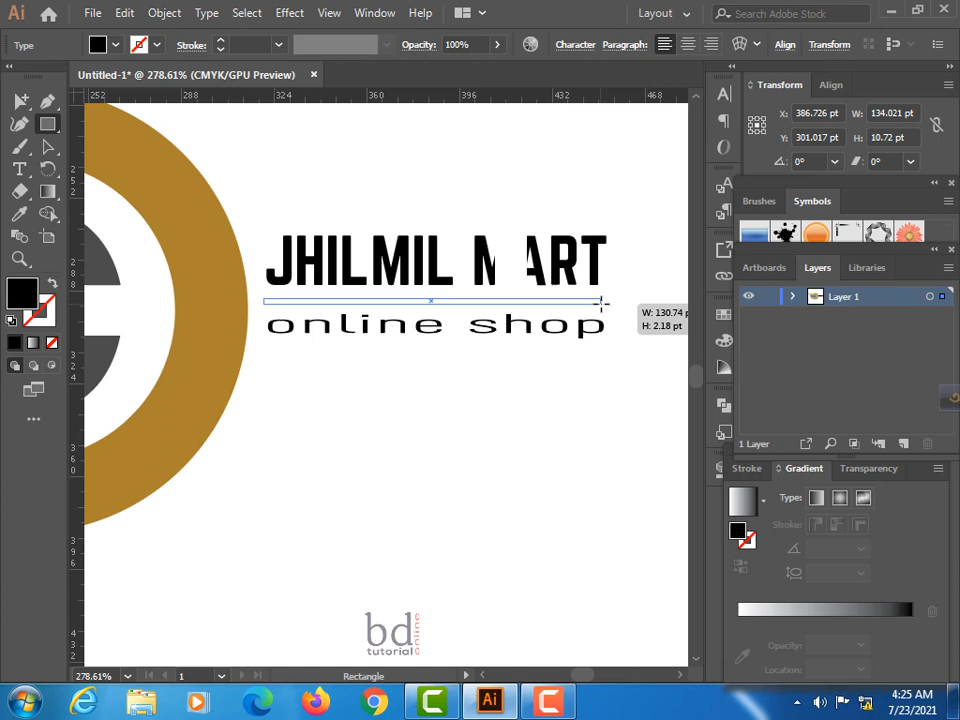 Ai File Edit Object Type Select Effect View Window Help Layout Search Adobe Stock
Type Stroke: Opacity: 100% Character Paragraph: Align Transform
Untitled-1* @ 278.61% (CMYK/GPU Preview) ×
252 288 324 360 396 432 468
Transform Align
X: 386.726 pt W: 134.021 pt
Y: 301.017 pt H: 10.72 pt
0° 0°
Brushes Symbols
Artboards Layers Libraries
Layer 1
JHILMIL MART
online shop
W: 130.74 p
H: 2.18 pt
1 Layer
Stroke Gradient Transparency
Type:
Stroke:
Opacity:
Location:
bd online
tutorial
278.61% 1 Rectangle
4:25 AM
7/23/2021